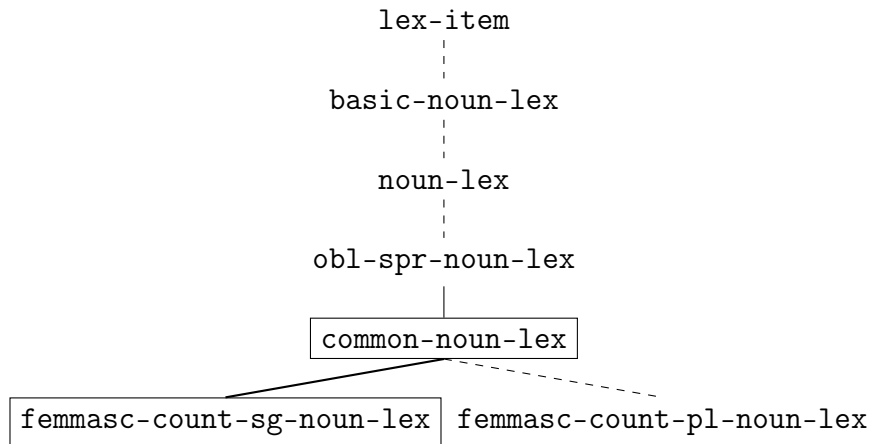 lex-item
basic-noun-lex
noun-lex
obl-spr-noun-lex
common-noun-lex
femmasc-count-sg-noun-lex femmasc-count-pl-noun-lex